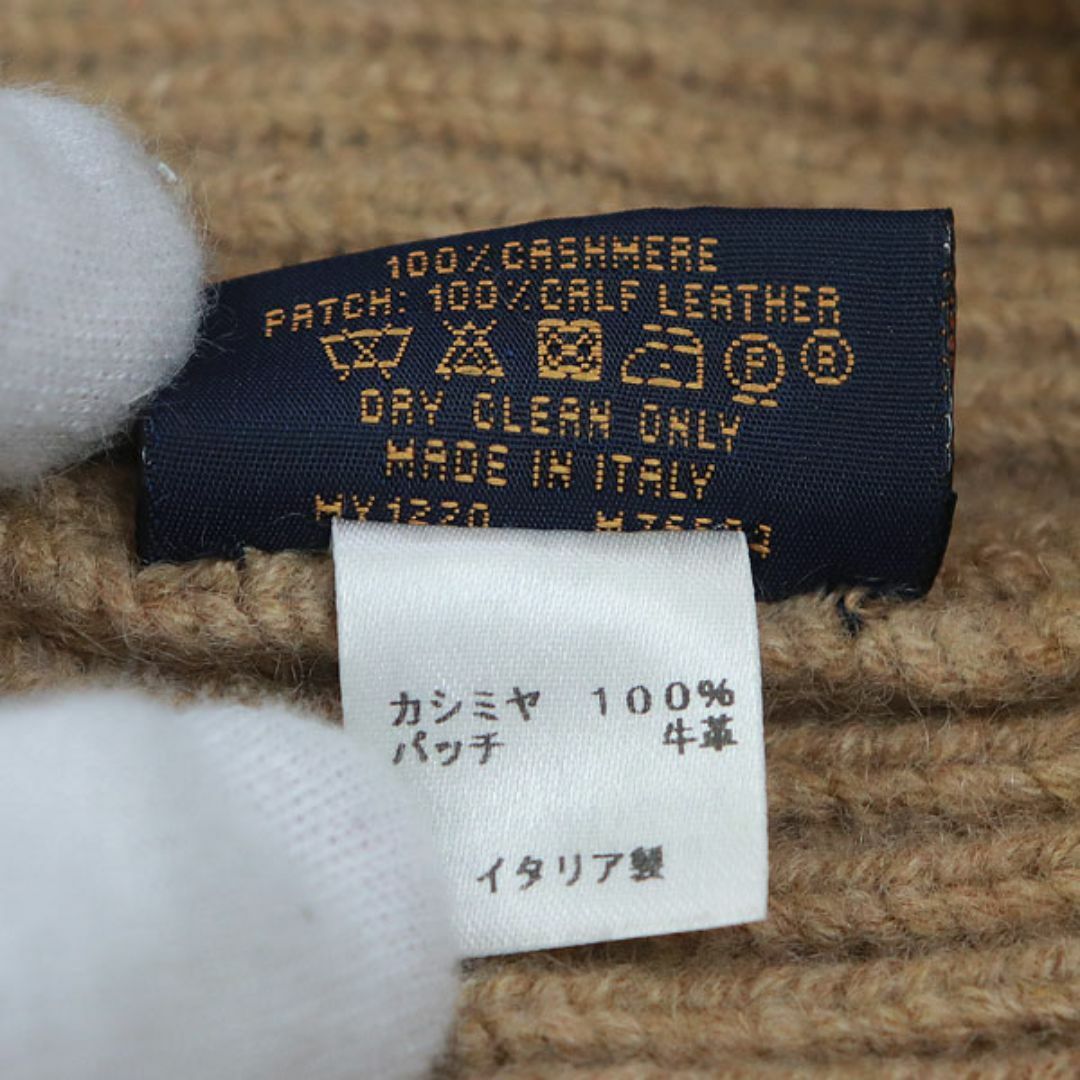 100%CASHMERE
PATCH: 100%CALF LEATHER
P R
DRY CLEAN ONLY
MADE IN ITALY
MY1220
カシミヤ 100%
パッチ 牛革
イタリア製